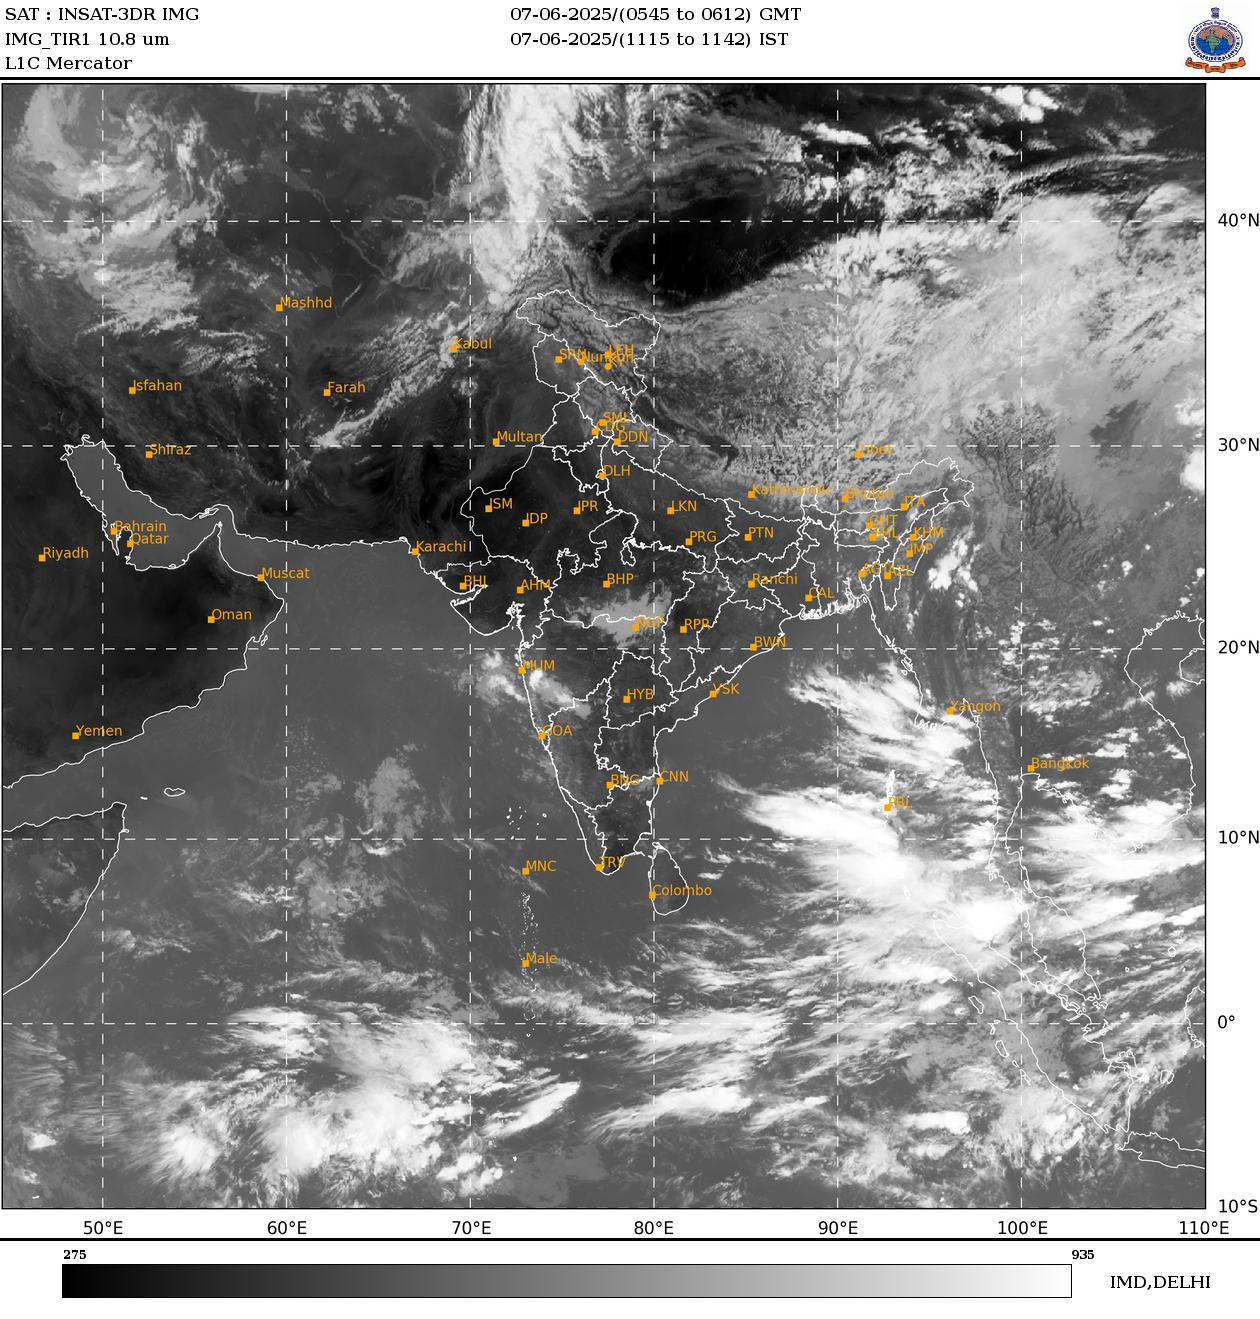 SAT : INSAT-3DR IMG
07-06-2025/(0545 to 0612) GMT
IMG_TIR1 10.8 um
07-06-2025/(1115 to 1142) IST
L1C Mercator
40°N
Mashhd
Kabul
LEH
SRN
Isfahan
Farah
SML
Multan
DDN
30°N
Shiraz
Tibet
DLH
Kathmandu
Bhutan
JSM
JPR
LKN
ITA
JDP
GHT
Bahrain
Qatar
PRG
PTN
SHL
KHM
Karachi
IMP
Riyadh
Muscat
AGT
AZL
BHJ
AHM
BHP
Ranchi
CAL
Oman
NGP
RPR
BWN
20°N
MUM
HYB
VSK
Yangon
Yemen
GOA
Bangkok
BNG
CNN
PBL
10°N
MNC
TRV
Colombo
Male
0°
10°S
50°E
60°E
70°E
80°E
90°E
100°E
110°E
275
935
IMD,DELHI